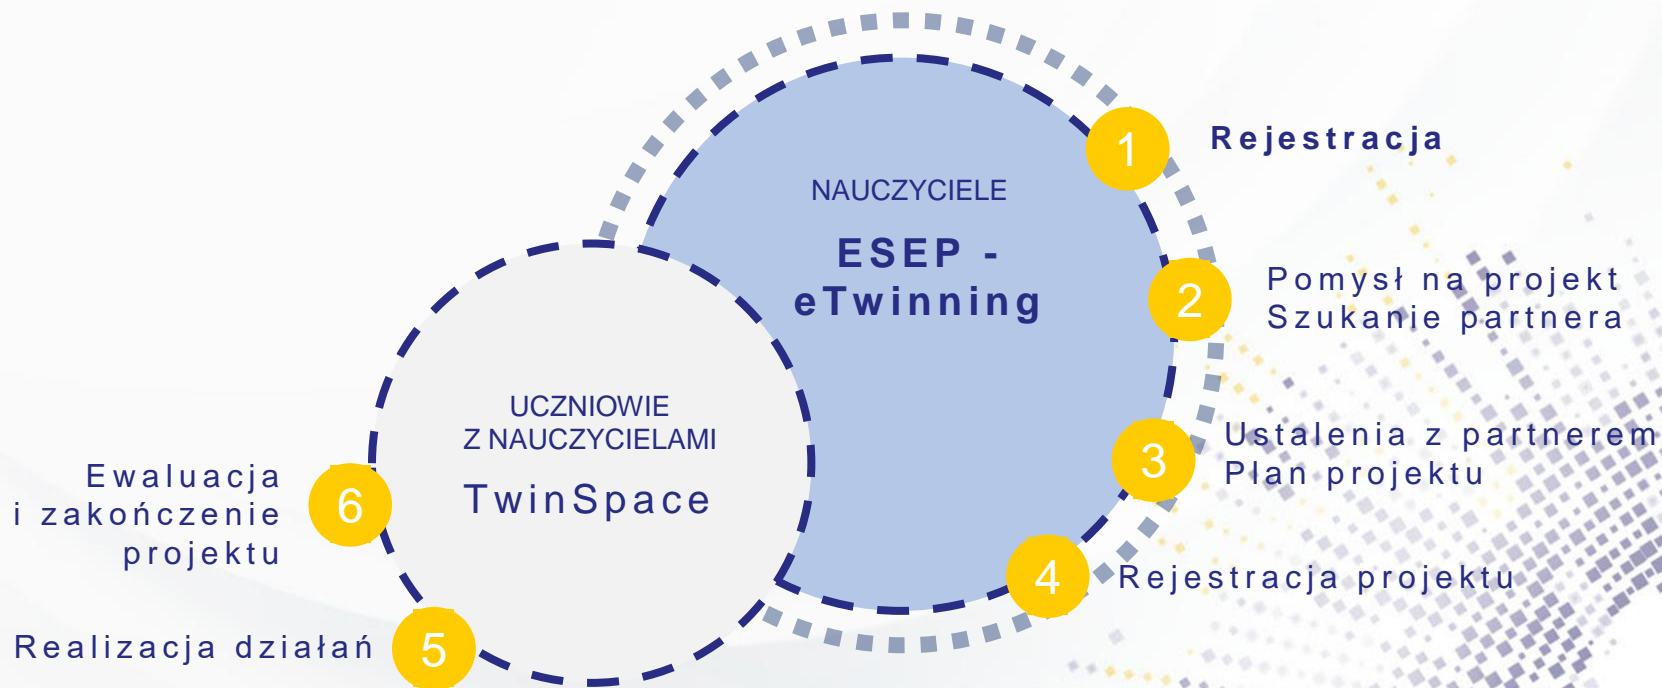 1
Rejestracja
NAUCZYCIELE
ESEP -
eTwinning
2
Pomysł na projekt
Szukanie partnera
3
Ustalenia z partnerem
Plan projektu
4
Rejestracja projektu
UCZNIOWIE
Z NAUCZYCIELAMI
TwinSpace
5
Realizacja działań
6
Ewaluacja
i zakończenie
projektu